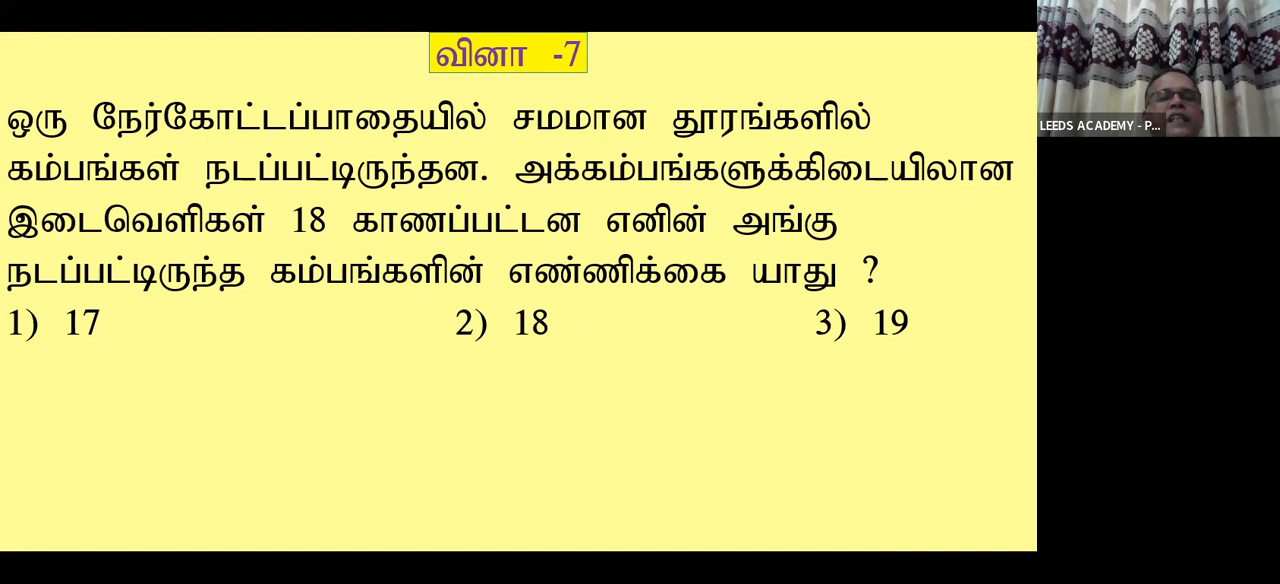 வினா -7
ஒரு நேர்கோட்டப்பாதையில் சமமான தூரங்களில்
கம்பங்கள் நடப்பட்டிருந்தன. அக்கம்பங்களுக்கிடையிலான
இடைவெளிகள் 18 காணப்பட்டன எனின் அங்கு
நடப்பட்டிருந்த கம்பங்களின் எண்ணிக்கை யாது ?
1) 17 2) 18 3) 19
LEEDS ACADEMY - P...